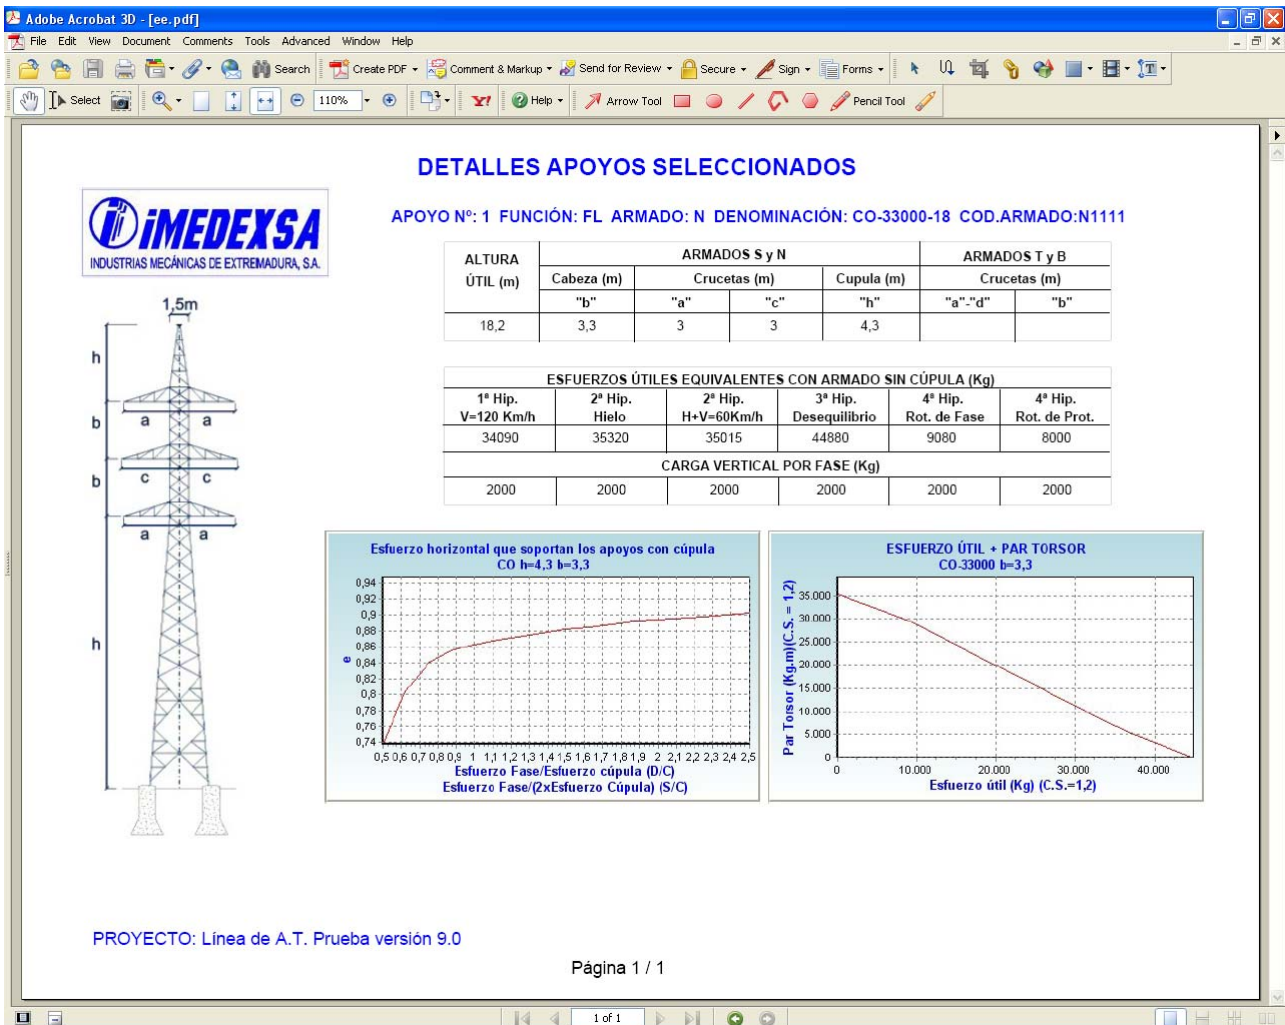 Adobe Acrobat 3D - [ee.pdf]
File Edit View Document Comments Tools Advanced Window Help
Search Create PDF Comment & Markup Send for Review Secure Sign Forms
Select 110% Y! Help Arrow Tool Pencil Tool
DETALLES APOYOS SELECCIONADOS
iMEDEXSA
INDUSTRIAS MECÁNICAS DE EXTREMADURA, S.A.
APOYO Nº: 1 FUNCIÓN: FL ARMADO: N DENOMINACIÓN: CO-33000-18 COD.ARMADO:N1111
ALTURA ÚTIL (m) ARMADOS S y N ARMADOS T y B
Cabeza (m) Crucetas (m) Cupula (m) Crucetas (m)
"b" "a" "c" "h" "a"-"d" "b"
18,2 3,3 3 3 4,3
1,5m
h
b
a a
b
c c
a a
h
ESFUERZOS ÚTILES EQUIVALENTES CON ARMADO SIN CÚPULA (Kg)
1ª Hip. 2ª Hip. 2ª Hip. 3ª Hip. 4ª Hip. 4ª Hip.
V=120 Km/h Hielo H+V=60Km/h Desequilibrio Rot. de Fase Rot. de Prot.
34090 35320 35015 44880 9080 8000
CARGA VERTICAL POR FASE (Kg)
2000 2000 2000 2000 2000 2000
Esfuerzo horizontal que soportan los apoyos con cúpula
CO h=4,3 b=3,3
0,94
0,92
0,9
0,88
0,86
0,84
0,82
0,8
0,78
0,76
0,74
e
0,5 0,6 0,7 0,8 0,9 1 1,1 1,2 1,3 1,4 1,5 1,6 1,7 1,8 1,9 2 2,1 2,2 2,3 2,4 2,5
Esfuerzo Fase/Esfuerzo cúpula (D/C)
Esfuerzo Fase/(2xEsfuerzo Cúpula) (S/C)
ESFUERZO ÚTIL + PAR TORSOR
CO-33000 b=3,3
Par Torsor (Kg.m)(C.S. = 1,2)
35.000
30.000
25.000
20.000
15.000
10.000
5.000
0
0 10.000 20.000 30.000 40.000
Esfuerzo útil (Kg) (C.S.=1,2)
PROYECTO: Línea de A.T. Prueba versión 9.0
Página 1 / 1
1 of 1